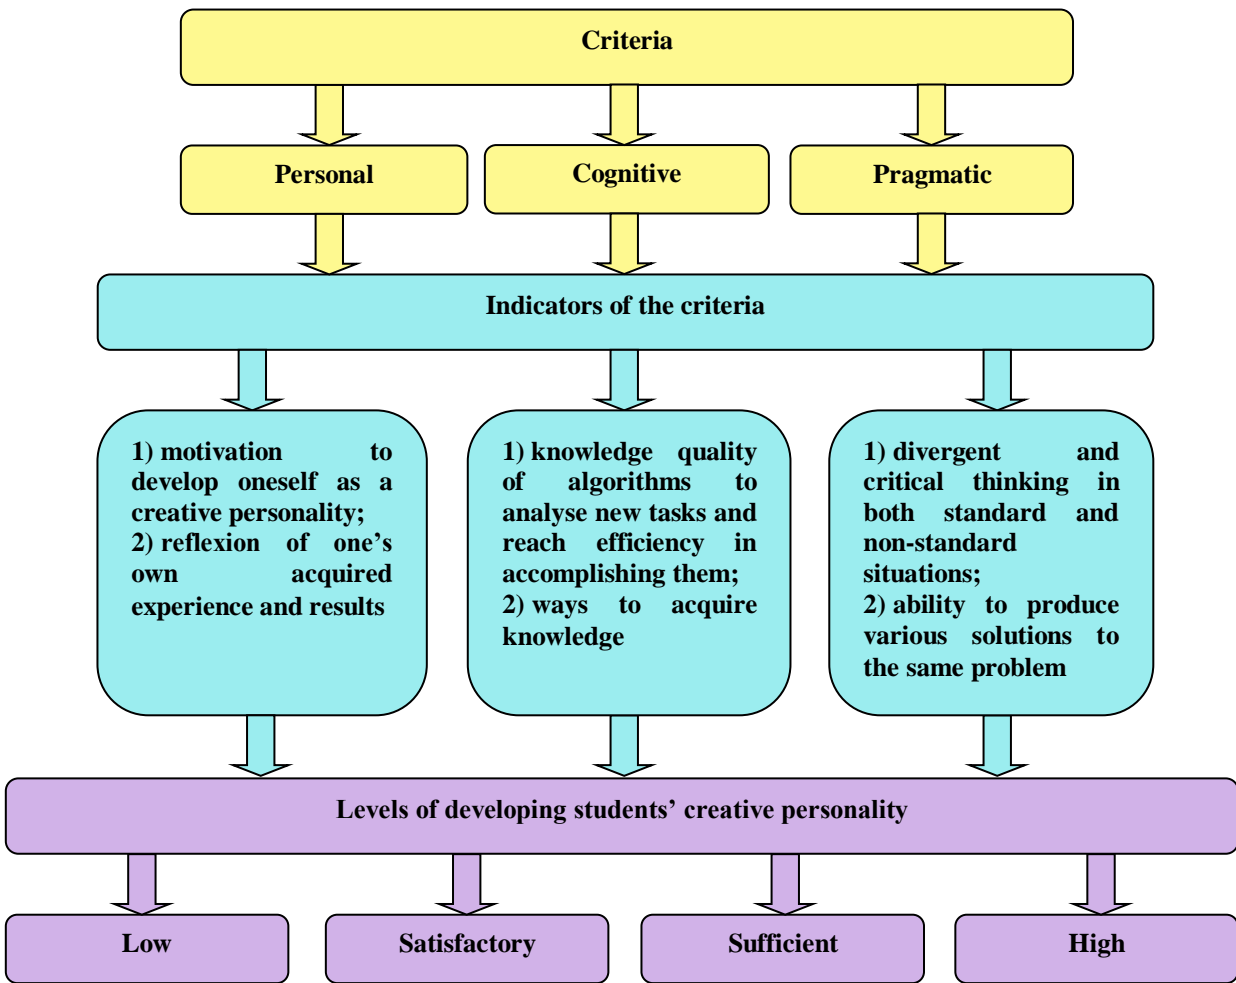 Criteria
Personal
Cognitive
Pragmatic
Indicators of the criteria
1) motivation to
develop oneself as a
creative personality;
2) reflexion of one’s
own acquired
experience and results
1) knowledge quality
of algorithms to
analyse new tasks and
reach efficiency in
accomplishing them;
2) ways to acquire
knowledge
1) divergent and
critical thinking in
both standard and
non-standard
situations;
2) ability to produce
various solutions to
the same problem
Levels of developing students’ creative personality
Low
Satisfactory
Sufficient
High